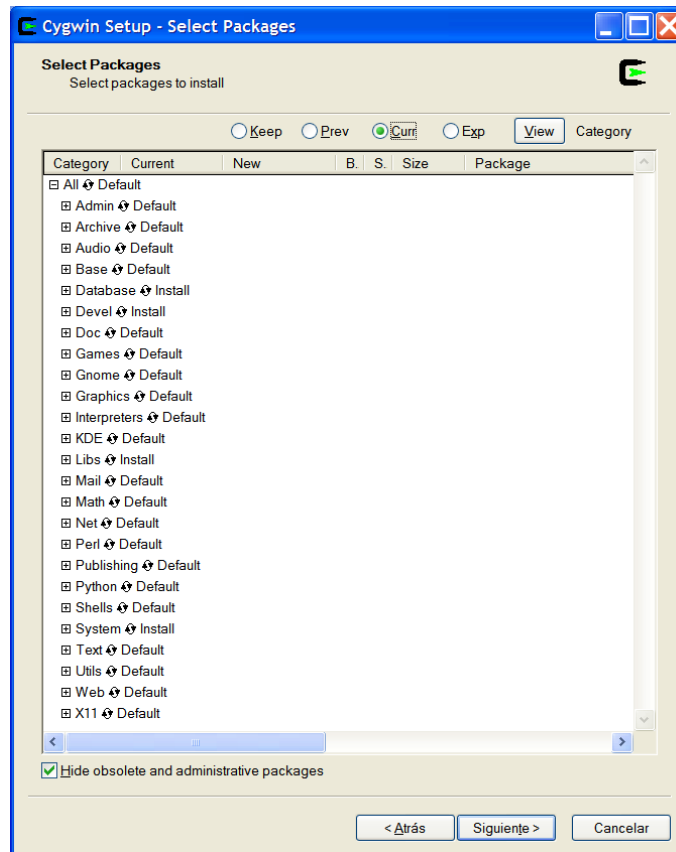 Cygwin Setup - Select Packages
Select Packages
Select packages to install
Keep Prev Curr Exp View Category
Category Current New B. S. Size Package
All Default
Admin Default
Archive Default
Audio Default
Base Default
Database Install
Devel Install
Doc Default
Games Default
Gnome Default
Graphics Default
Interpreters Default
KDE Default
Libs Install
Mail Default
Math Default
Net Default
Perl Default
Publishing Default
Python Default
Shells Default
System Install
Text Default
Utils Default
Web Default
X11 Default
Hide obsolete and administrative packages
< Atrás Siguiente > Cancelar